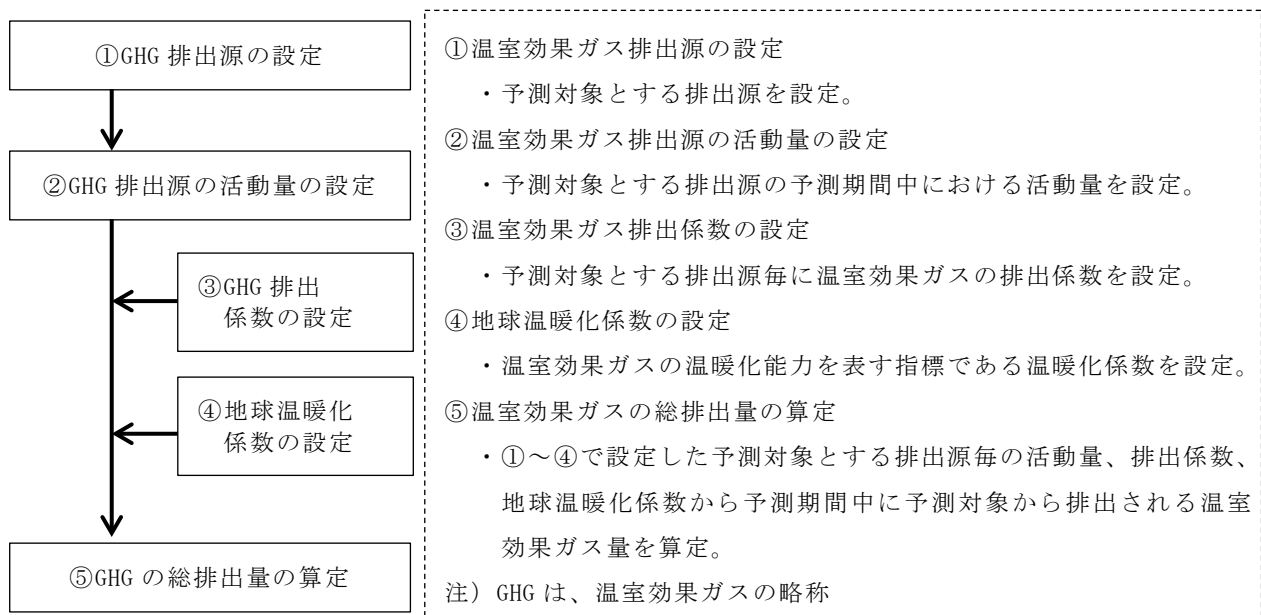 ①GHG 排出源の設定
②GHG 排出源の活動量の設定
③GHG 排出
係数の設定
④地球温暖化
係数の設定
⑤GHG の総排出量の算定
①温室効果ガス排出源の設定
・予測対象とする排出源を設定。
②温室効果ガス排出源の活動量の設定
・予測対象とする排出源の予測期間中における活動量を設定。
③温室効果ガス排出係数の設定
・予測対象とする排出源毎に温室効果ガスの排出係数を設定。
④地球温暖化係数の設定
・温室効果ガスの温暖化能力を表す指標である温暖化係数を設定。
⑤温室効果ガスの総排出量の算定
・①～④で設定した予測対象とする排出源毎の活動量、排出係数、
地球温暖化係数から予測期間中に予測対象から排出される温室
効果ガス量を算定。
注）GHG は、温室効果ガスの略称